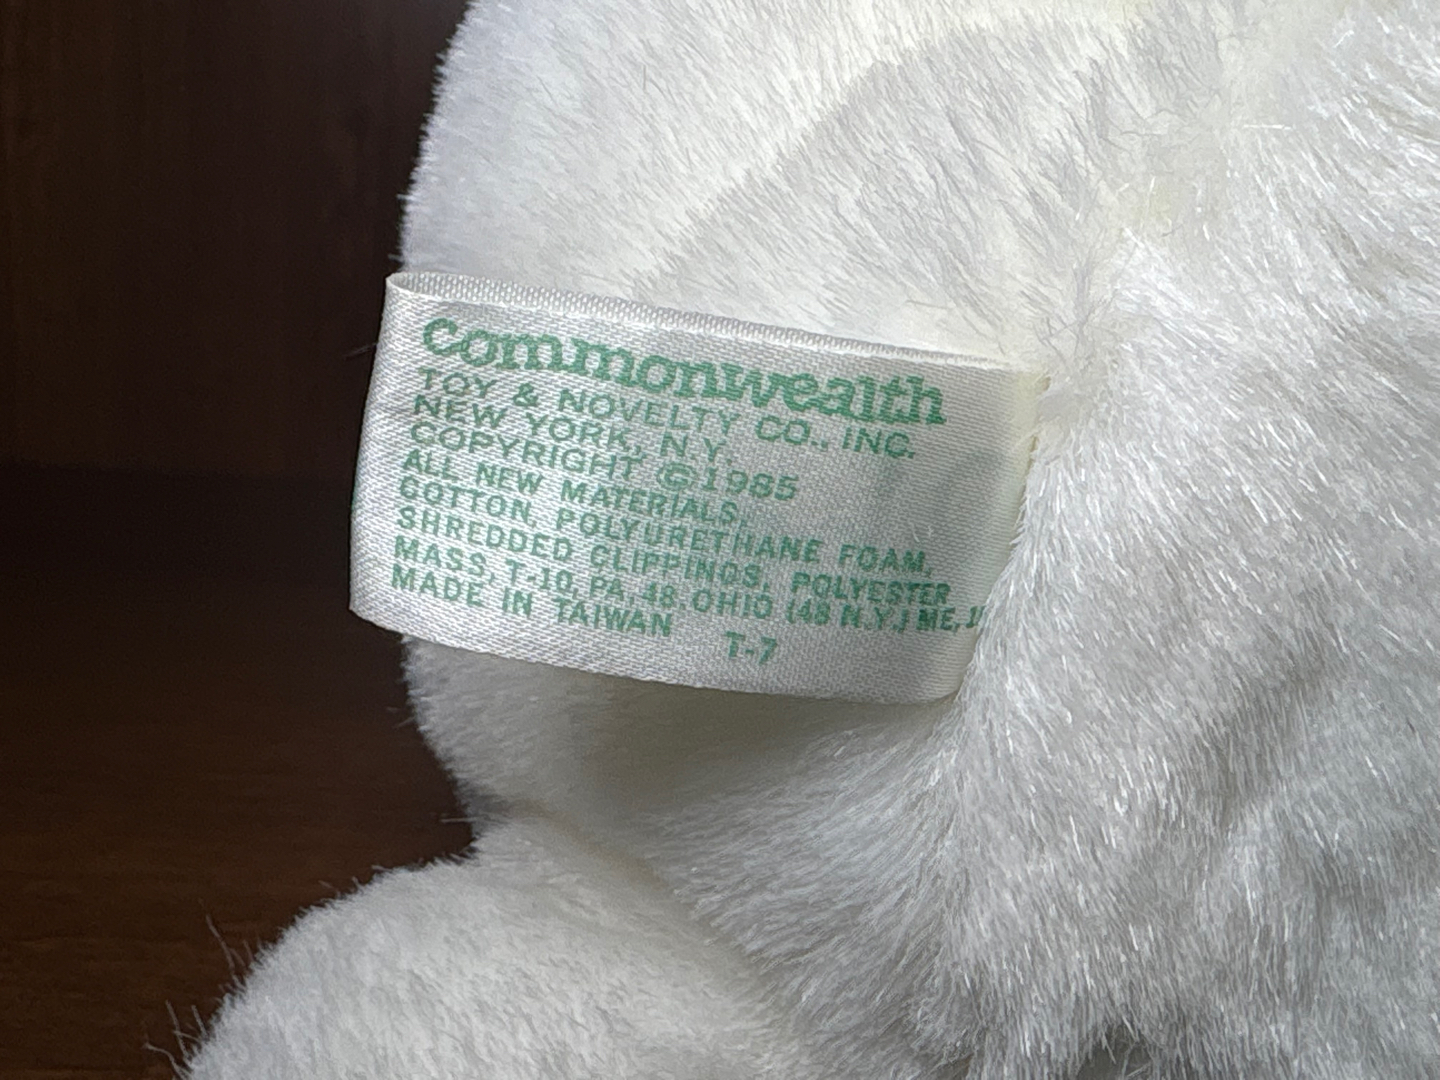 commonwealth
TOY & NOVELTY CO., INC.
NEW YORK, N.Y.
COPYRIGHT ©1985
ALL NEW MATERIALS,
COTTON, POLYURETHANE FOAM,
SHREDDED CLIPPINGS, POLYESTER
MASS, T-10, PA, 48, OHIO (48 N.Y.) ME,
MADE IN TAIWAN T-7